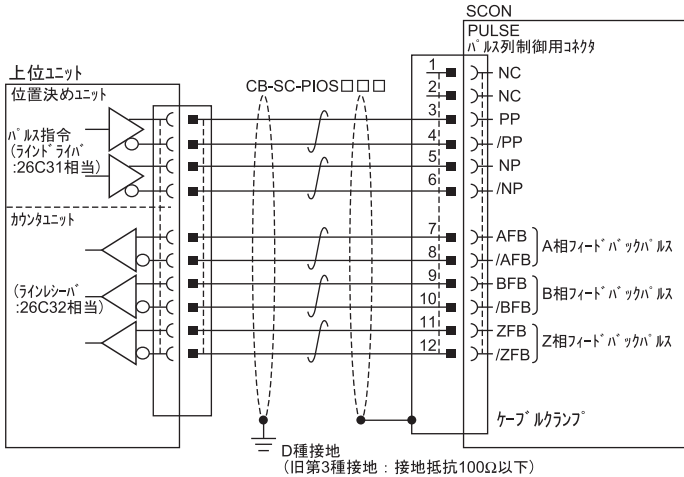 SCON
PULSE
パルス列制御用コネクタ
上位ユニット
位置決めユニット
CB-SC-PIOS□□□
パルス指令
(ラインドライバ
:26C31相当)
カウンタユニット
(ラインレシーバ
:26C32相当)
1 NC
2 NC
3 PP
4 /PP
5 NP
6 /NP
7 AFB
8 /AFB
A相フィードバックパルス
9 BFB
10 /BFB
B相フィードバックパルス
11 ZFB
12 /ZFB
Z相フィードバックパルス
ケーブルクランプ
D種接地
(旧第3種接地：接地抵抗100Ω以下)